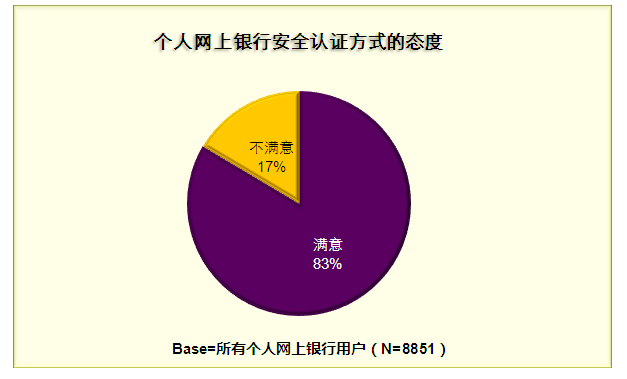 个人网上银行安全认证方式的态度
不满意
17%
满意
83%
Base=所有个人网上银行用户（N=8851）